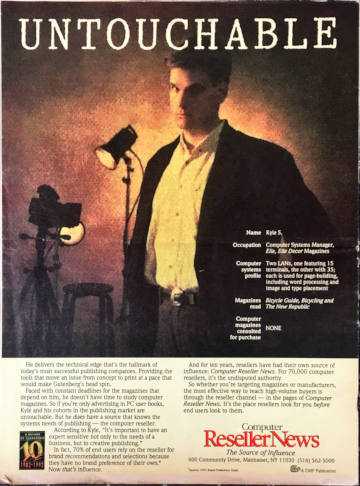 UNTOUCHABLE
Name Kyle S.
Occupation Computer Systems Manager,
Elle, Elle Decor Magazines
Computer Two LANs, one featuring 15
systems terminals, the other with 35;
profile each is used for page-building,
including word processing and
image and type placement
Magazines Bicycle Guide, Bicycling and
read The New Republic
Computer
magazines
consulted NONE
for purchase
He delivers the technical edge that's the hallmark of
today's most successful publishing companies. Providing the
tools that move an issue from concept to print at a pace that
would make Gutenberg's head spin.
Faced with constant deadlines for the magazines that
depend on him, he doesn't have time to study computer
magazines. So if you're only advertising in PC user books,
Kyle and his cohorts in the publishing market are
untouchable. But he does have a source that knows the
systems needs of publishing — the computer reseller.
According to Kyle, "It's important to have an
expert sensitive not only to the needs of a
business, but to creative publishing."
In fact, 70% of end users rely on the reseller for
brand recommendations and selections because
they have no brand preference of their own.*
Now that's influence.
And for ten years, resellers have had their own source of
influence: Computer Reseller News. For 70,000 computer
resellers, it's the undisputed authority.
So whether you're targeting magazines or manufacturers,
the most effective way to reach high-volume buyers is
through the reseller channel — in the pages of Computer
Reseller News. It's the place resellers look for you before
end users look to them.
10
1982-1992
Computer
ResellerNews
The Source of Influence
600 Community Drive, Manhasset, NY 11030 (516) 562-5000
A CMP Publication